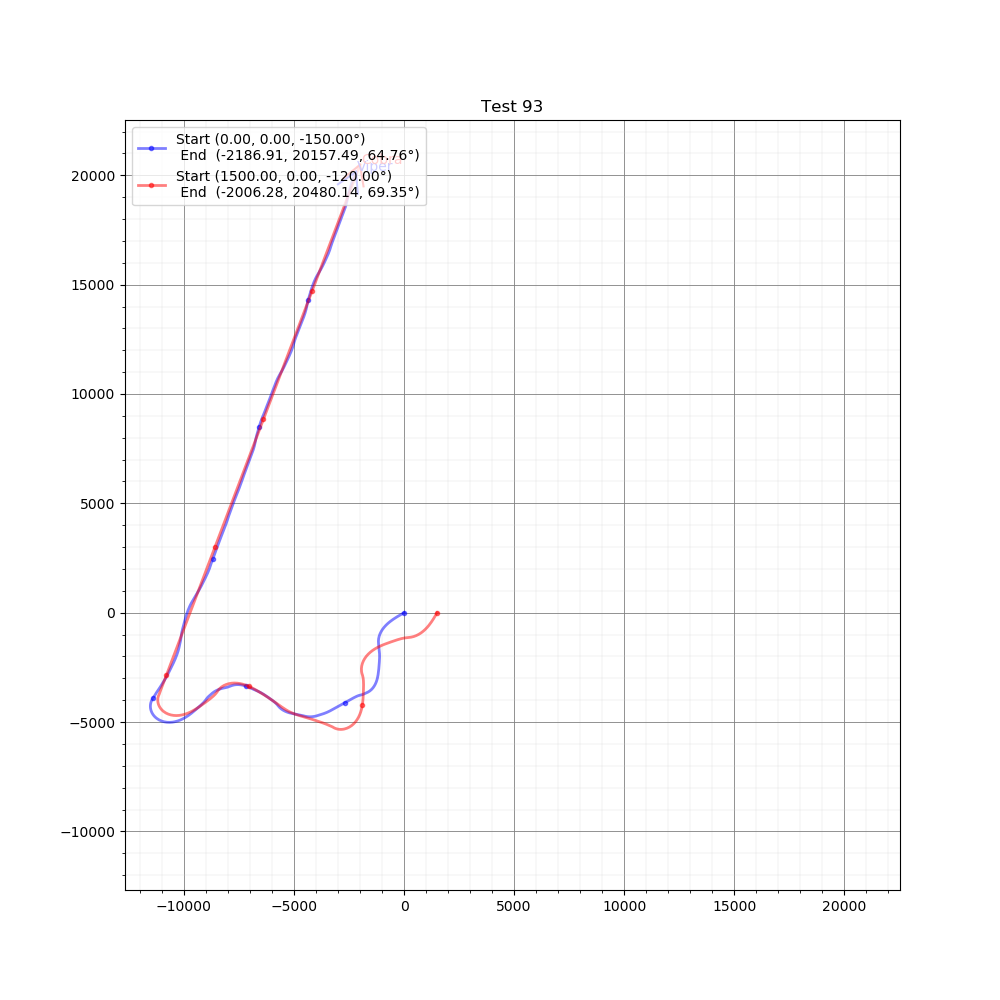 Test 93
Start (0.00, 0.00, -150.00°)
End (-2186.91, 20157.49, 64.76°)
Start (1500.00, 0.00, -120.00°)
End (-2006.28, 20480.14, 69.35°)
Viper
20000
15000
10000
5000
0
−5000
−10000
−10000 −5000 0 5000 10000 15000 20000